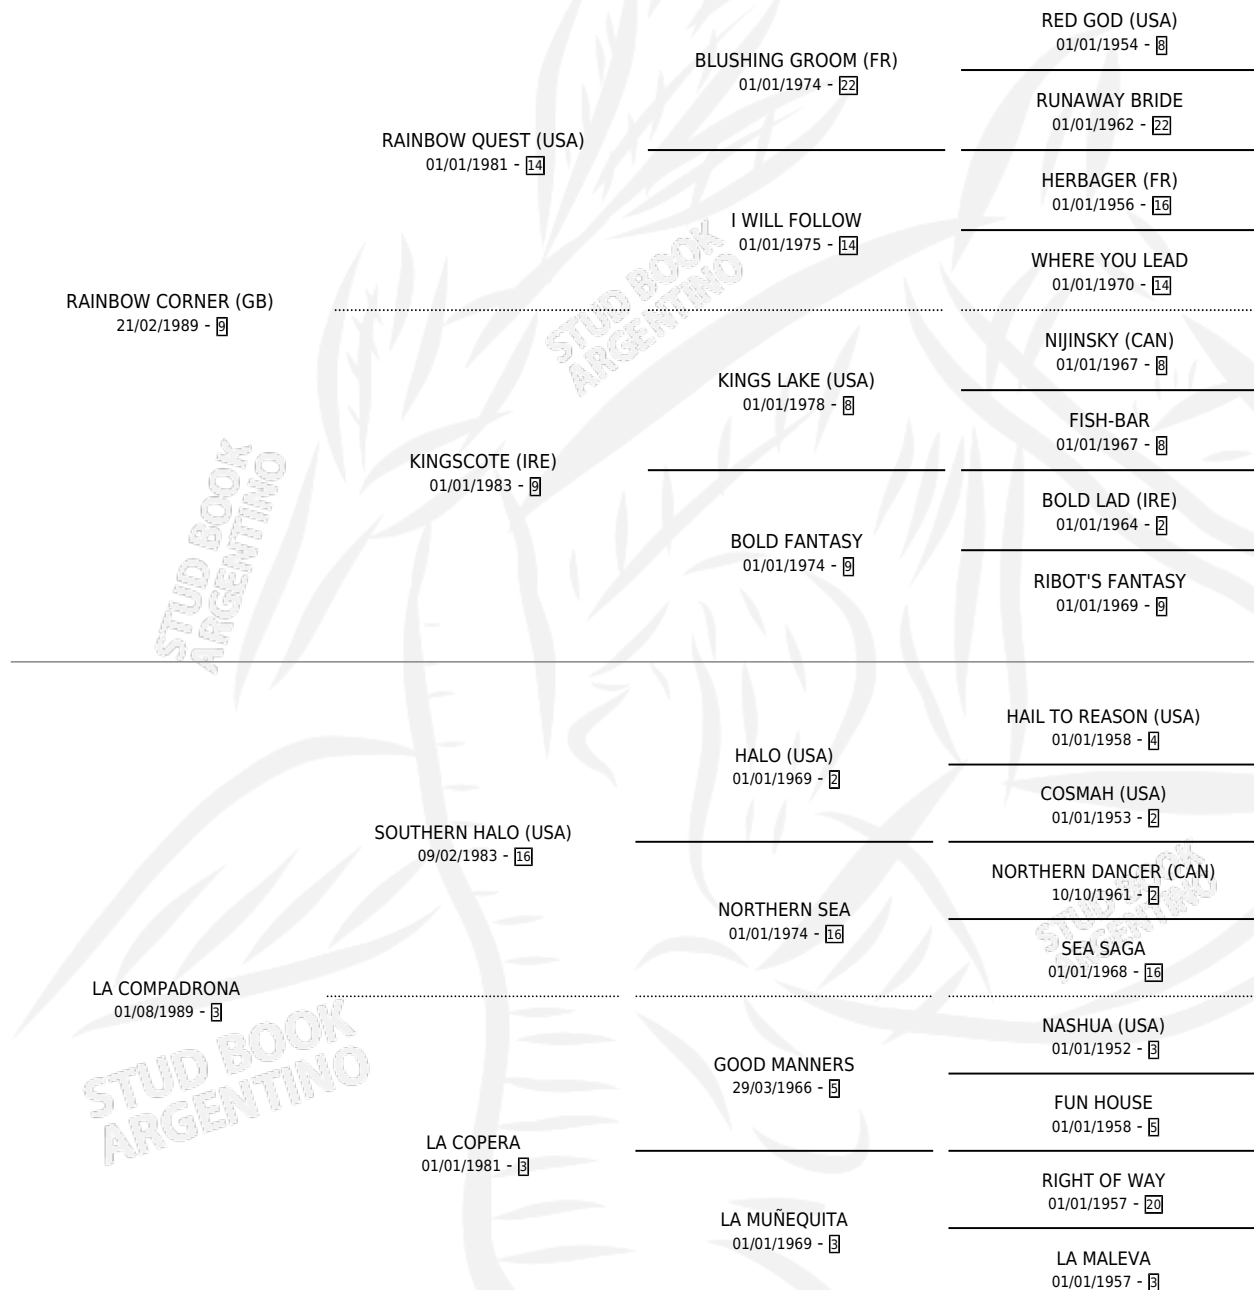 RED GOD (USA)
01/01/1954 - 8
BLUSHING GROOM (FR)
01/01/1974 - 22
RUNAWAY BRIDE
01/01/1962 - 22
RAINBOW QUEST (USA)
01/01/1981 - 14
HERBAGER (FR)
01/01/1956 - 16
I WILL FOLLOW
01/01/1975 - 14
WHERE YOU LEAD
01/01/1970 - 14
RAINBOW CORNER (GB)
21/02/1989 - 9
NIJINSKY (CAN)
01/01/1967 - 8
KINGS LAKE (USA)
01/01/1978 - 8
FISH-BAR
01/01/1967 - 8
KINGSCOTE (IRE)
01/01/1983 - 9
BOLD LAD (IRE)
01/01/1964 - 2
BOLD FANTASY
01/01/1974 - 9
RIBOT'S FANTASY
01/01/1969 - 9
HAIL TO REASON (USA)
01/01/1958 - 4
HALO (USA)
01/01/1969 - 2
COSMAH (USA)
01/01/1953 - 2
SOUTHERN HALO (USA)
09/02/1983 - 16
NORTHERN DANCER (CAN)
10/10/1961 - 2
NORTHERN SEA
01/01/1974 - 16
SEA SAGA
01/01/1968 - 16
LA COMPADRONA
01/08/1989 - 3
NASHUA (USA)
01/01/1952 - 3
GOOD MANNERS
29/03/1966 - 5
FUN HOUSE
01/01/1958 - 5
LA COPERA
01/01/1981 - 3
RIGHT OF WAY
01/01/1957 - 20
LA MUÑEQUITA
01/01/1969 - 3
LA MALEVA
01/01/1957 - 3
STUD BOOK
ARGENTINO
STUD BOOK
ARGENTINO
STUD BOOK
ARGENTINO
STUD BOOK
ARGENTINO